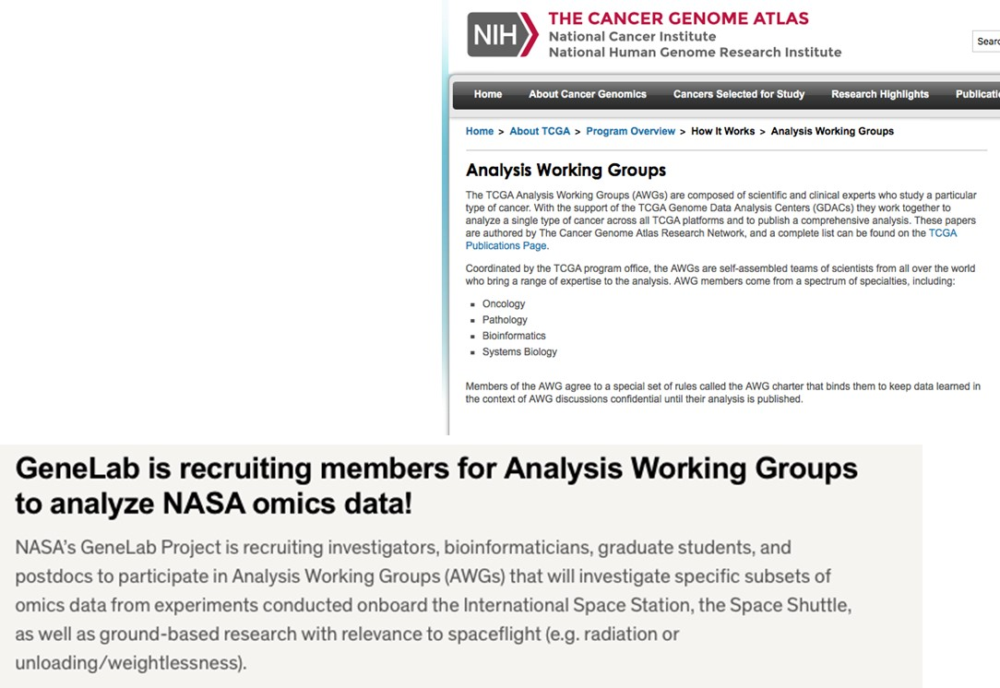 NIH
THE CANCER GENOME ATLAS
National Cancer Institute
National Human Genome Research Institute
Home About Cancer Genomics Cancers Selected for Study Research Highlights
Home > About TCGA > Program Overview > How It Works > Analysis Working Groups
Analysis Working Groups
The TCGA Analysis Working Groups (AWGs) are composed of scientific and clinical experts who study a particular
type of cancer. With the support of the TCGA Genome Data Analysis Centers (GDACs) they work together to
analyze a single type of cancer across all TCGA platforms and to publish a comprehensive analysis. These papers
are authored by The Cancer Genome Atlas Research Network, and a complete list can be found on the TCGA
Publications Page.
Coordinated by the TCGA program office, the AWGs are self-assembled teams of scientists from all over the world
who bring a range of expertise to the analysis. AWG members come from a spectrum of specialties, including:
Oncology
Pathology
Bioinformatics
Systems Biology
Members of the AWG agree to a special set of rules called the AWG charter that binds them to keep data learned in
the context of AWG discussions confidential until their analysis is published.
GeneLab is recruiting members for Analysis Working Groups
to analyze NASA omics data!
NASA's GeneLab Project is recruiting investigators, bioinformaticians, graduate students, and
postdocs to participate in Analysis Working Groups (AWGs) that will investigate specific subsets of
omics data from experiments conducted onboard the International Space Station, the Space Shuttle,
as well as ground-based research with relevance to spaceflight (e.g. radiation or
unloading/weightlessness).